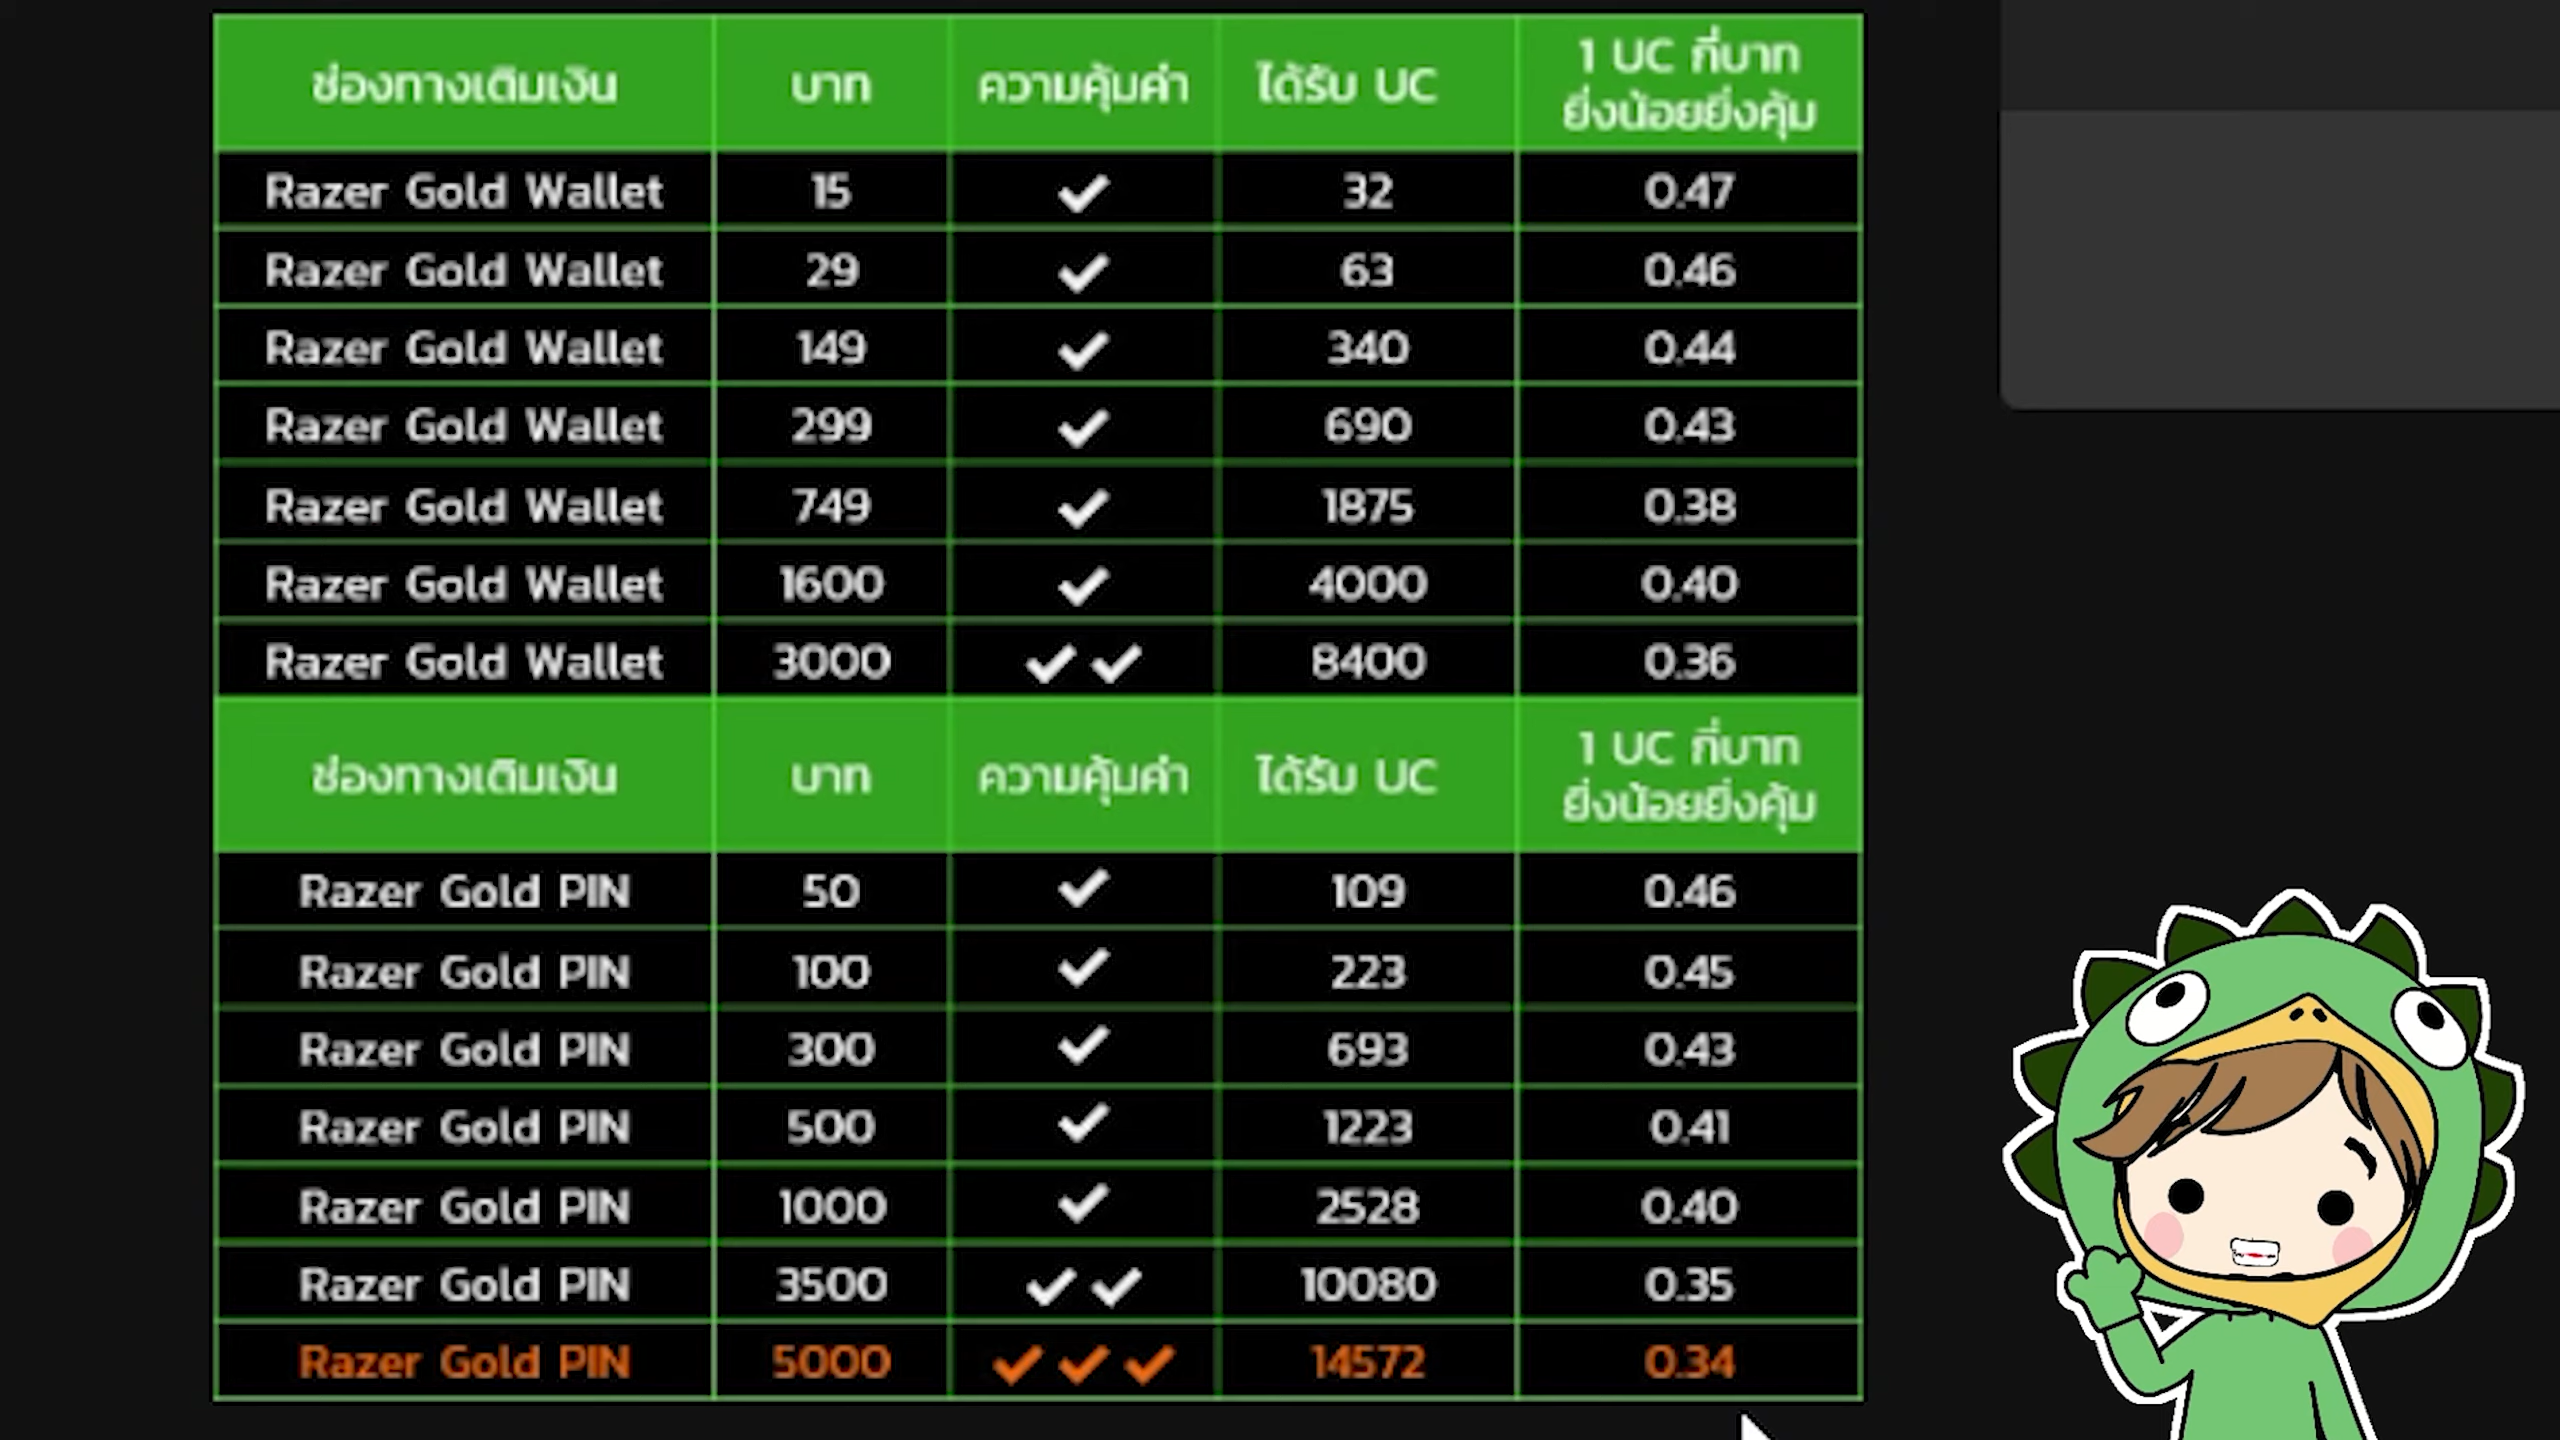 ช่องทางเติมเงิน บาท ความคุ้มค่า ได้รับ UC 1 UC กี่บาท
ยิ่งน้อยยิ่งคุ้ม
Razer Gold Wallet 15 ✓ 32 0.47
Razer Gold Wallet 29 ✓ 63 0.46
Razer Gold Wallet 149 ✓ 340 0.44
Razer Gold Wallet 299 ✓ 690 0.43
Razer Gold Wallet 749 ✓ 1875 0.38
Razer Gold Wallet 1600 ✓ 4000 0.40
Razer Gold Wallet 3000 ✓ ✓ 8400 0.36
ช่องทางเติมเงิน บาท ความคุ้มค่า ได้รับ UC 1 UC กี่บาท
ยิ่งน้อยยิ่งคุ้ม
Razer Gold PIN 50 ✓ 109 0.46
Razer Gold PIN 100 ✓ 223 0.45
Razer Gold PIN 300 ✓ 693 0.43
Razer Gold PIN 500 ✓ 1223 0.41
Razer Gold PIN 1000 ✓ 2528 0.40
Razer Gold PIN 3500 ✓ ✓ 10080 0.35
Razer Gold PIN 5000 ✓ ✓ ✓ 14572 0.34